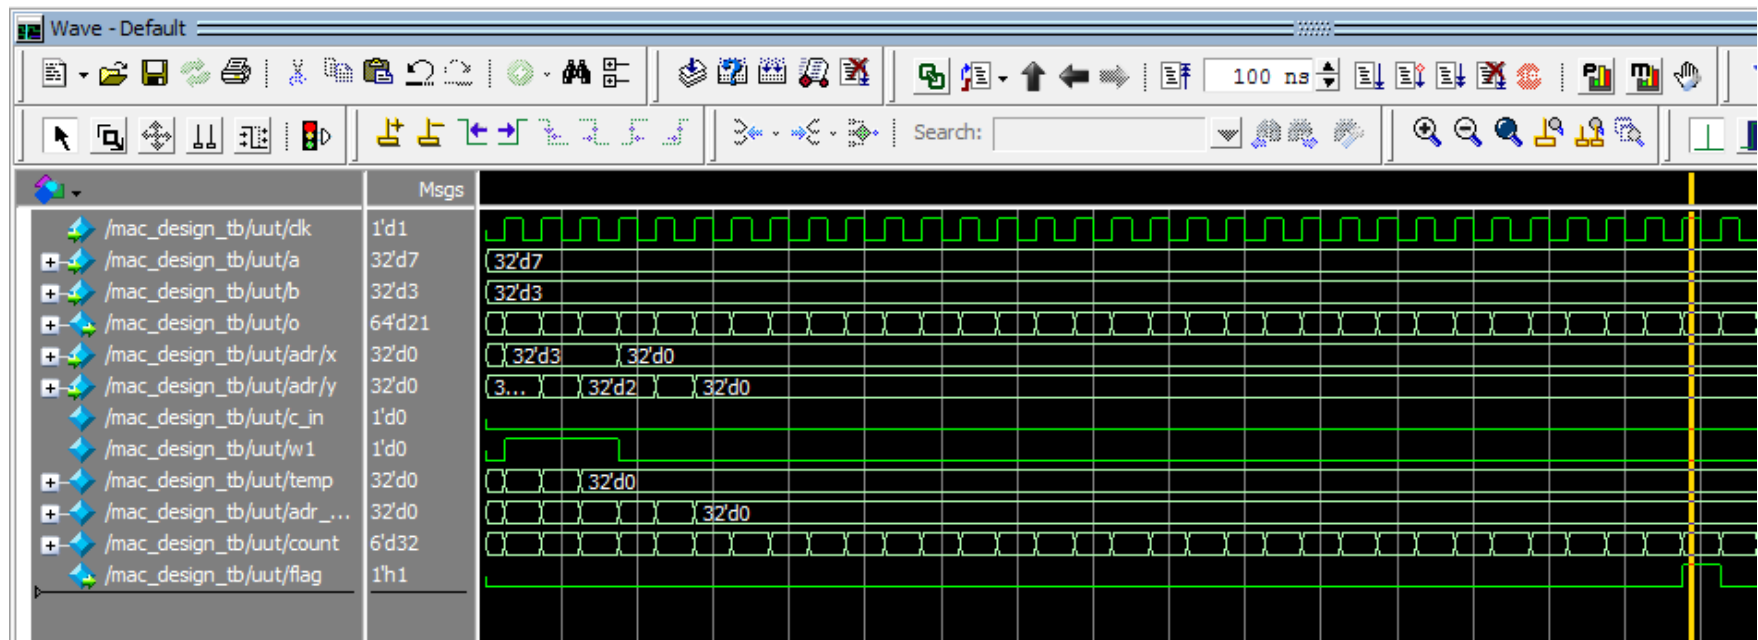 Wave - Default
100 ns
Search:
Msgs
/mac_design_tb/uut/clk 1'd1
/mac_design_tb/uut/a 32'd7 32'd7
/mac_design_tb/uut/b 32'd3 32'd3
/mac_design_tb/uut/o 64'd21
/mac_design_tb/uut/adr/x 32'd0 32'd3 32'd0
/mac_design_tb/uut/adr/y 32'd0 3... 32'd2 32'd0
/mac_design_tb/uut/c_in 1'd0
/mac_design_tb/uut/w1 1'd0
/mac_design_tb/uut/temp 32'd0 32'd0
/mac_design_tb/uut/adr_... 32'd0 32'd0
/mac_design_tb/uut/count 6'd32
/mac_design_tb/uut/flag 1'h1